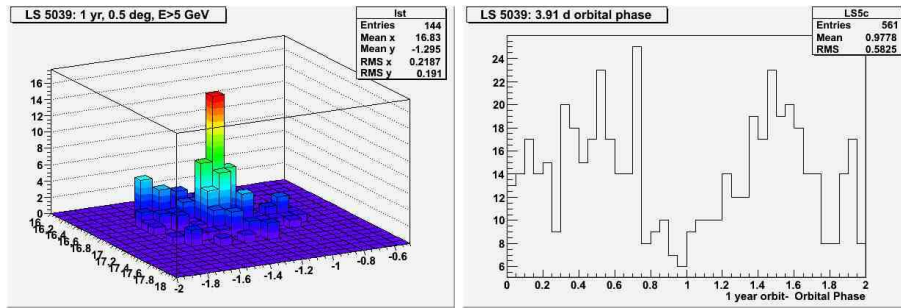 LS 5039: 1 yr, 0.5 deg, E>5 GeV
lst
Entries 144
Mean x 16.83
Mean y -1.295
RMS x 0.2187
RMS y 0.191
16
14
12
10
8
6
4
2
0
16
16.2
16.4
16.6
16.8
17
17.2
17.4
17.6
17.8
18
-2
-1.8
-1.6
-1.4
-1.2
-1
-0.8
-0.6
LS 5039: 3.91 d orbital phase
LS5c
Entries 561
Mean 0.9778
RMS 0.5825
24
22
20
18
16
14
12
10
8
6
0 0.2 0.4 0.6 0.8 1 1.2 1.4 1.6 1.8 2
1 year orbit- Orbital Phase